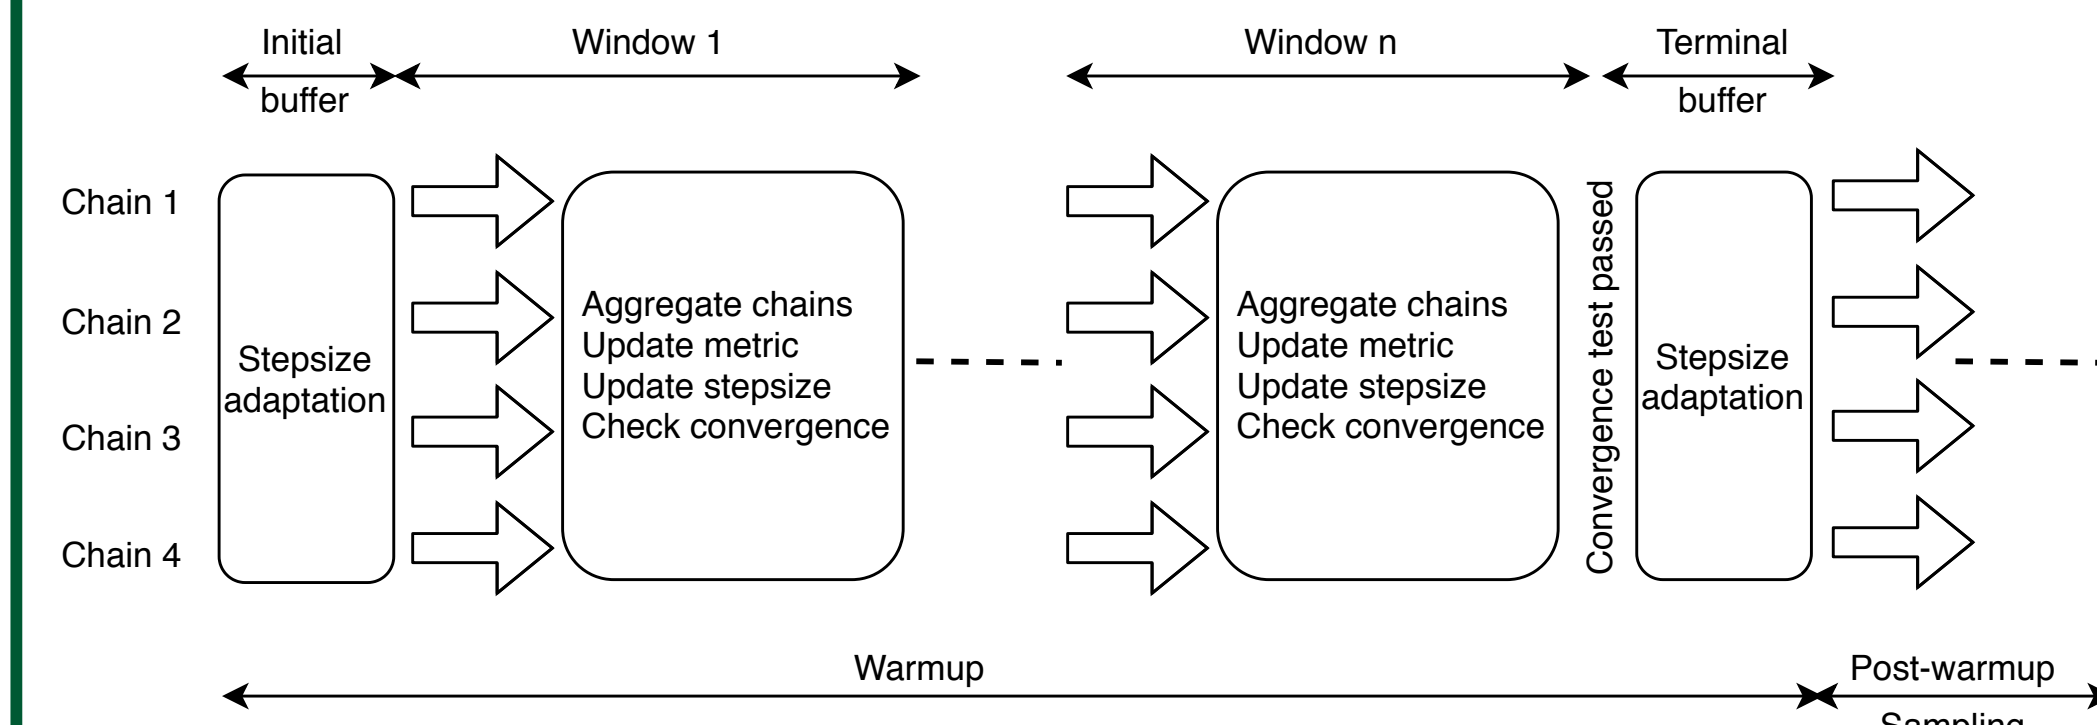 Initial
buffer
Window 1
Window n
Terminal
buffer
Chain 1
Chain 2
Chain 3
Chain 4
Stepsize
adaptation
Aggregate chains
Update metric
Update stepsize
Check convergence
Aggregate chains
Update metric
Update stepsize
Check convergence
Convergence test passed
Stepsize
adaptation
Warmup
Post-warmup
Sampling